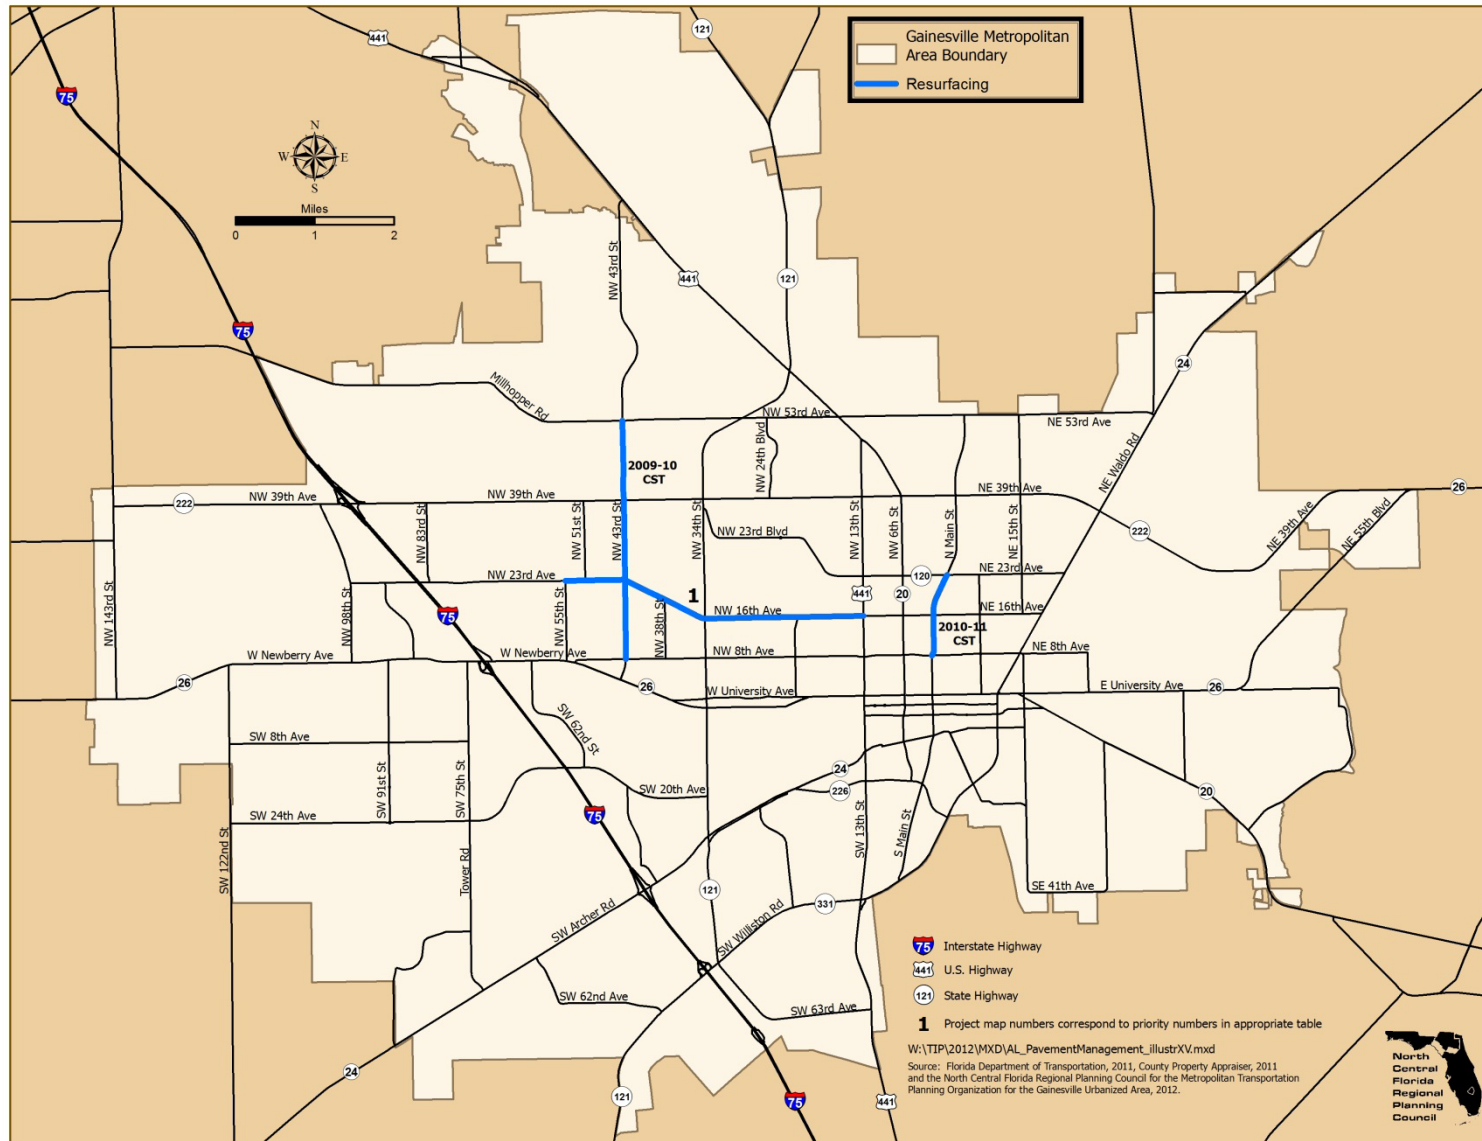 Gainesville Metropolitan
Area Boundary
Resurfacing
121
441
75
N
W E
S
Miles
0 1 2
NW 43rd St
441
121
75
24
Millhopper Rd
NW 53rd Ave
NE 53rd Ave
NW 24th Blvd
NE Waldo Rd
2009-10
CST
26
222
NW 39th Ave
NW 39th Ave
NE 39th Ave
NW 83rd St
NW 51st St
NW 43rd St
NW 34th St
NW 23rd Blvd
NW 13th St
NW 6th St
N Main St
NE 15th St
222
NE 39th Ave
NE 55th Blvd
NW 23rd Ave
120
NE 23rd Ave
NW 143rd St
NW 98th St
75
NW 55th St
NW 38th St
1
441
20
NW 16th Ave
NE 16th Ave
2010-11
CST
W Newberry Ave
W Newberry Ave
NW 8th Ave
NE 8th Ave
26
26
W University Ave
E University Ave
26
SW 62nd St
SW 8th Ave
SW 91st St
SW 75th St
24
SW 20th Ave
226
20
SW 24th Ave
75
SW 13th St
S Main St
SW 122nd St
Tower Rd
121
SE 41th Ave
331
SW Archer Rd
SW Williston Rd
SW 62nd Ave
SW 63rd Ave
24
121
75
441
75 Interstate Highway
441 U.S. Highway
121 State Highway
1 Project map numbers correspond to priority numbers in appropriate table
W:\TIP\2012\MXD\AL_PavementManagement_illustrXV.mxd
Source: Florida Department of Transportation, 2011, County Property Appraiser, 2011
and the North Central Florida Regional Planning Council for the Metropolitan Transportation
Planning Organization for the Gainesville Urbanized Area, 2012.
North
Central
Florida
Regional
Planning
Council